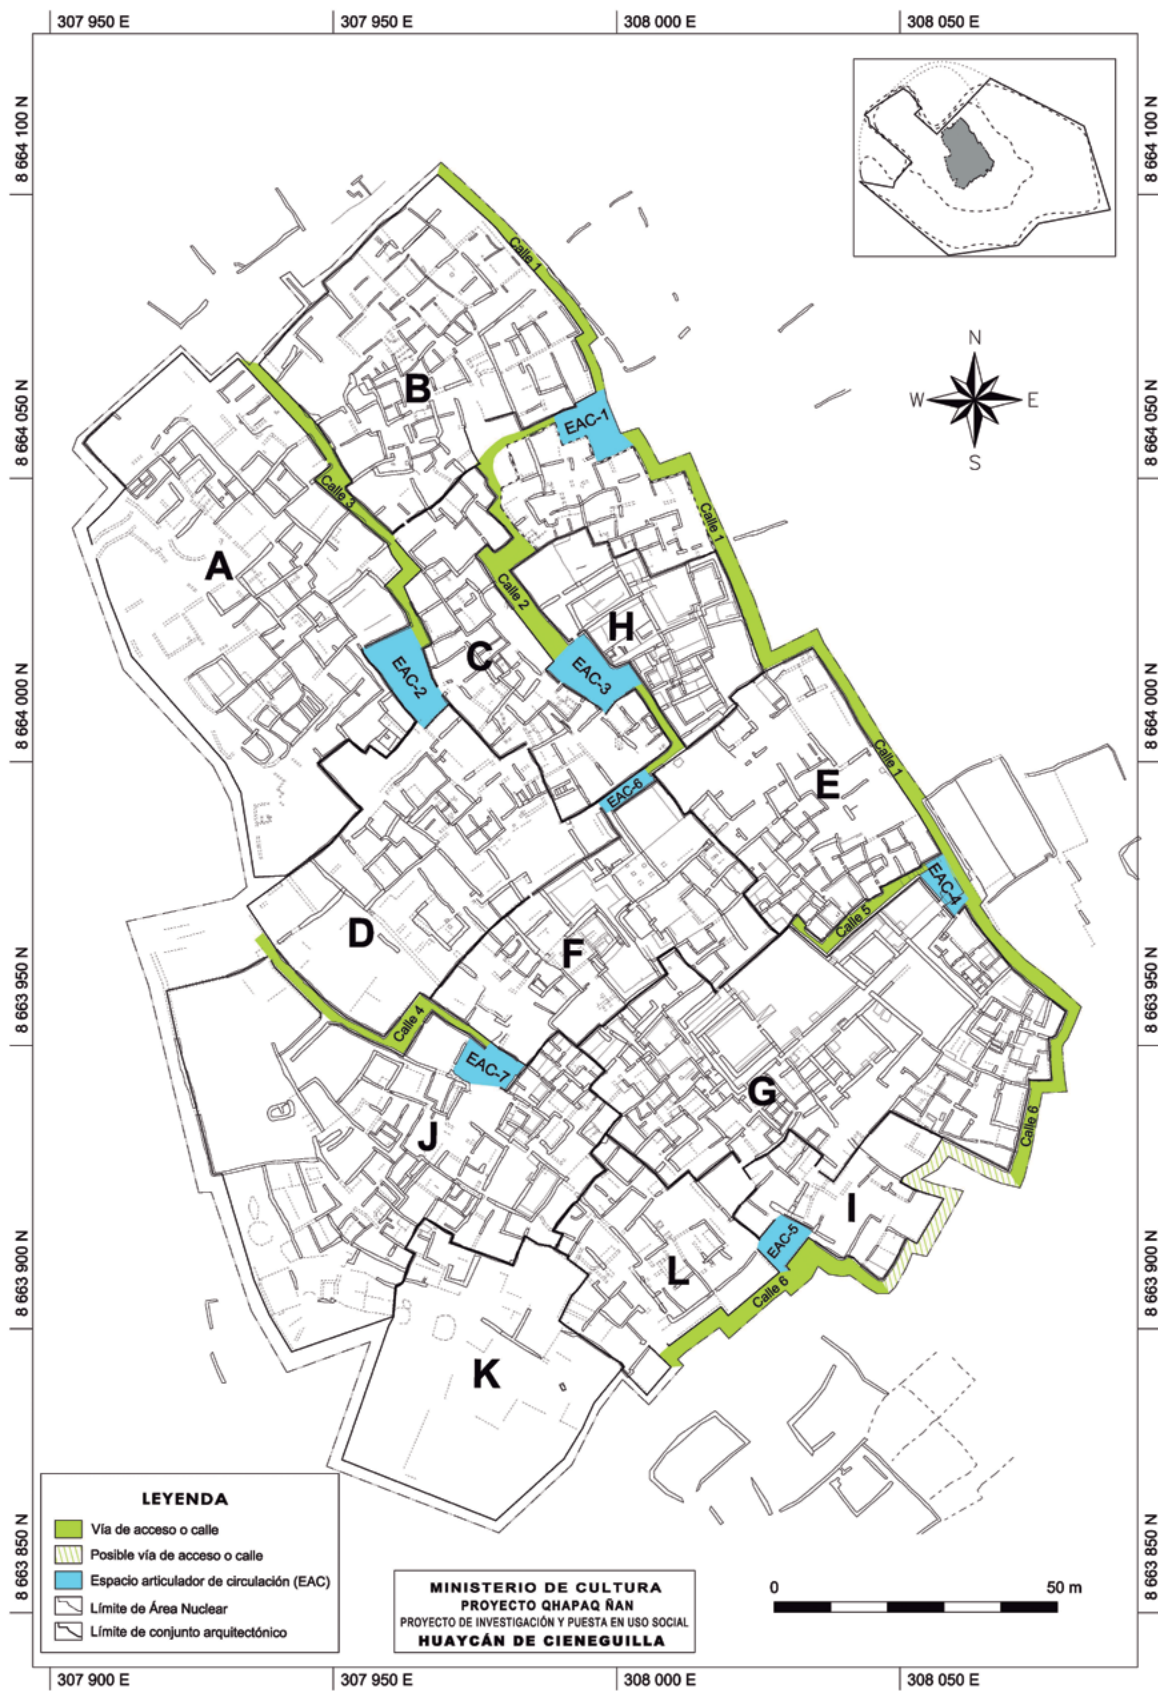 307 950 E
307 950 E
308 000 E
308 050 E
8 664 100 N
8 664 100 N
Calle 1
N
W
E
S
B
EAC-1
8 664 050 N
8 664 050 N
Calle 3
Calle 1
A
Calle 2
H
C
EAC-2
EAC-3
8 664 000 N
8 664 000 N
Calle 1
E
EAC-6
EAC-4
Calle 5
D
F
8 663 950 N
8 663 950 N
Calle 4
EAC-7
G
J
Calle 6
I
EAC-5
L
Calle 6
8 663 900 N
8 663 900 N
K
LEYENDA
Vía de acceso o calle
Posible vía de acceso o calle
Espacio articulador de circulación (EAC)
Límite de Área Nuclear
Límite de conjunto arquitectónico
8 663 850 N
8 663 850 N
MINISTERIO DE CULTURA
PROYECTO QHAPAQ ÑAN
PROYECTO DE INVESTIGACIÓN Y PUESTA EN USO SOCIAL
HUAYCÁN DE CIENEGUILLA
0
50 m
307 900 E
307 950 E
308 000 E
308 050 E